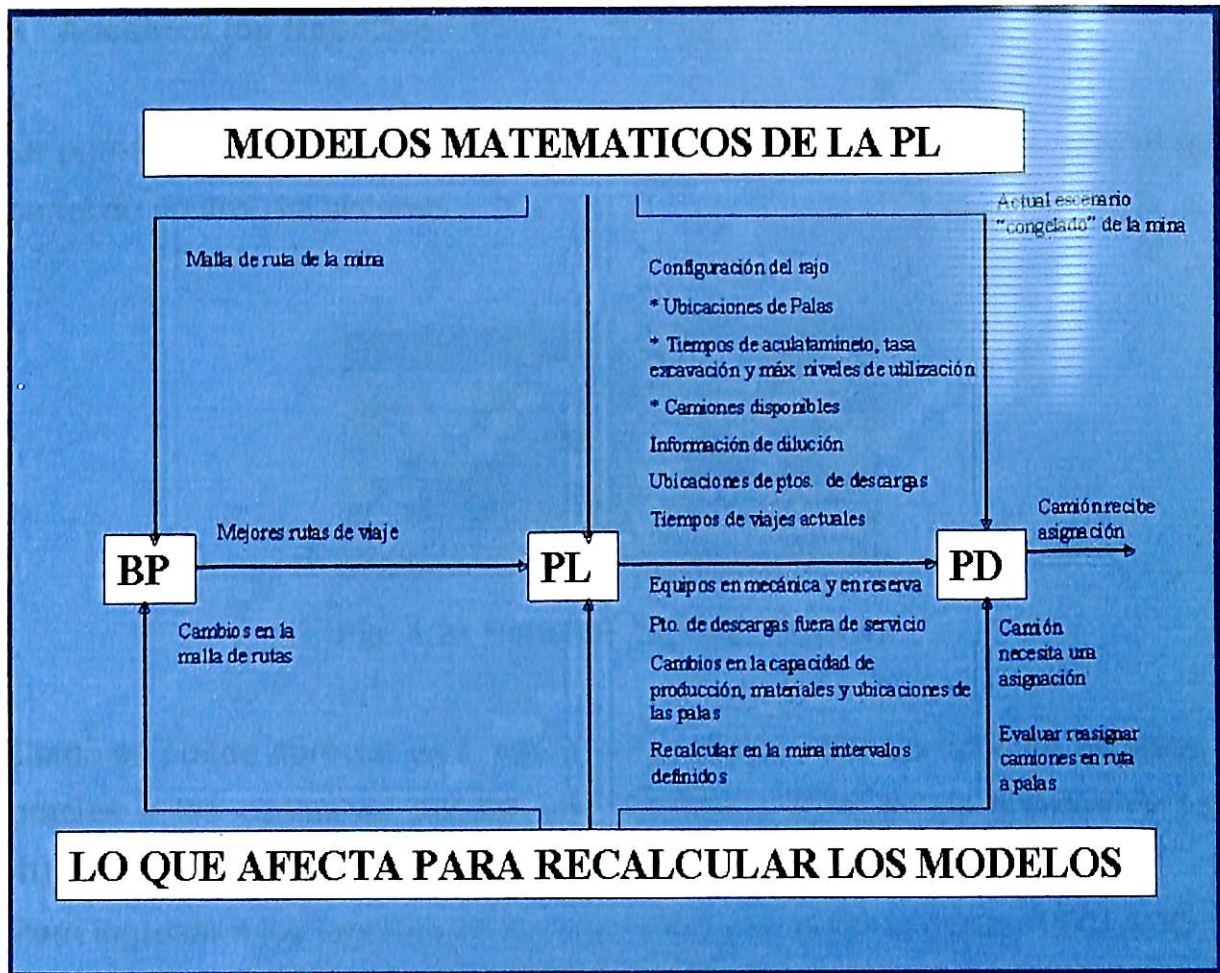 MODELOS MATEMATICOS DE LA PL
Actual escenario
"congelado" de la mina
Malla de ruta de la mina
Configuración del rajo
* Ubicaciones de Palas
* Tiempos de aculatamineto, tasa
excavación y máx. niveles de utilización
* Camiones disponibles
Información de dilución
Ubicaciones de ptos. de descargas
Tiempos de viajes actuales
Mejores rutas de viaje
Camión recibe
asignación
BP
PL
PD
Equipos en mecánica y en reserva
Pto. de descargas fuera de servicio
Cambios en la capacidad de
producción, materiales y ubicaciones de
las palas
Recalcular en la mina intervalos
definidos
Cambios en la
malla de rutas
Camión
necesita una
asignación
Evaluar reasignar
camiones en ruta
a palas
LO QUE AFECTA PARA RECALCULAR LOS MODELOS